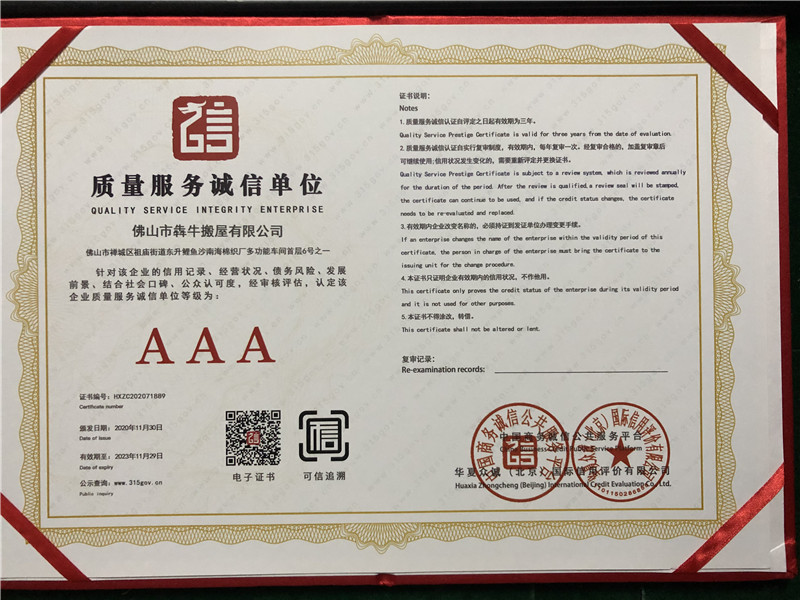 信
质量服务诚信单位
QUALITY SERVICE INTEGRITY ENTERPRISE
佛山市犇牛搬屋有限公司
佛山市禅城区祖庙街道东升鲤鱼沙南海棉织厂多功能车间首层6号之一
针对该企业的信用记录、经营状况、债务风险、发展
前景、结合社会口碑、公众认可度，经审核评估，认定该
企业质量服务诚信单位等级为：
AAA
证书编号：HXZC202071889
Certificate number
颁发日期：2020年11月30日
Date of issue
有效期至：2023年11月29日
Date of expiry
公示查询：www.315gov.cn
Public inquiry
电子证书
信
可信追溯
证书说明：
Notes
1.质量服务诚信认证自评定之日起有效期为三年。
Quality Service Prestige Certificate is valid for three years from the date of evaluation.
2.质量服务诚信认证自实行复审制度，有效期内，每年复审一次。经复审合格的，加盖复审章后
可继续使用;信用状况发生变化的，需要重新评定并更换证书。
Quality Service Prestige Certificate is subject to a review system, which is reviewed annually
for the duration of the period. After the review is qualified,a review seal will be stamped,
the certificate can continue to be used, and if the credit status changes, the certificate
needs to be re-evaluated and replaced.
3.有效期内企业改变名称的，必须持证到发证单位办理变更手续。
If an enterprise changes the name of the enterprise within the validity period of this
certificate, the person in charge of the enterprise must bring the certificate to the
issuing unit for the change procedure.
4.本证书只证明企业有效期内的信用状况，不作他用。
This certificate only proves the credit status of the enterprise during its validity period
and it is not used for other purposes.
5.本证书不得涂改，转借。
This certificate shall not be altered or lent.
复审记录：
Re-examination records:
中国商务诚信公共服务平台
华夏众诚（北京）国际信用评价有限公司
Huaxia Zhongcheng (Beijing) International Credit Evaluation Co., Ltd.